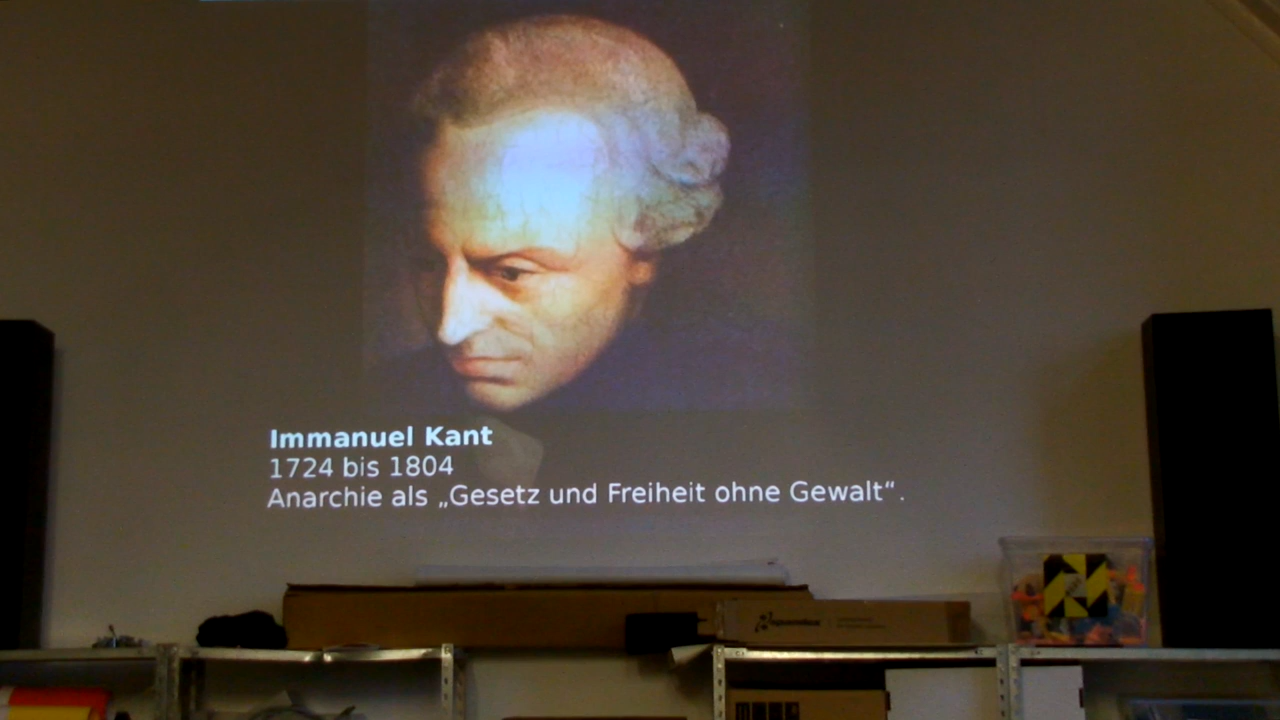 Immanuel Kant
1724 bis 1804
Anarchie als „Gesetz und Freiheit ohne Gewalt“.